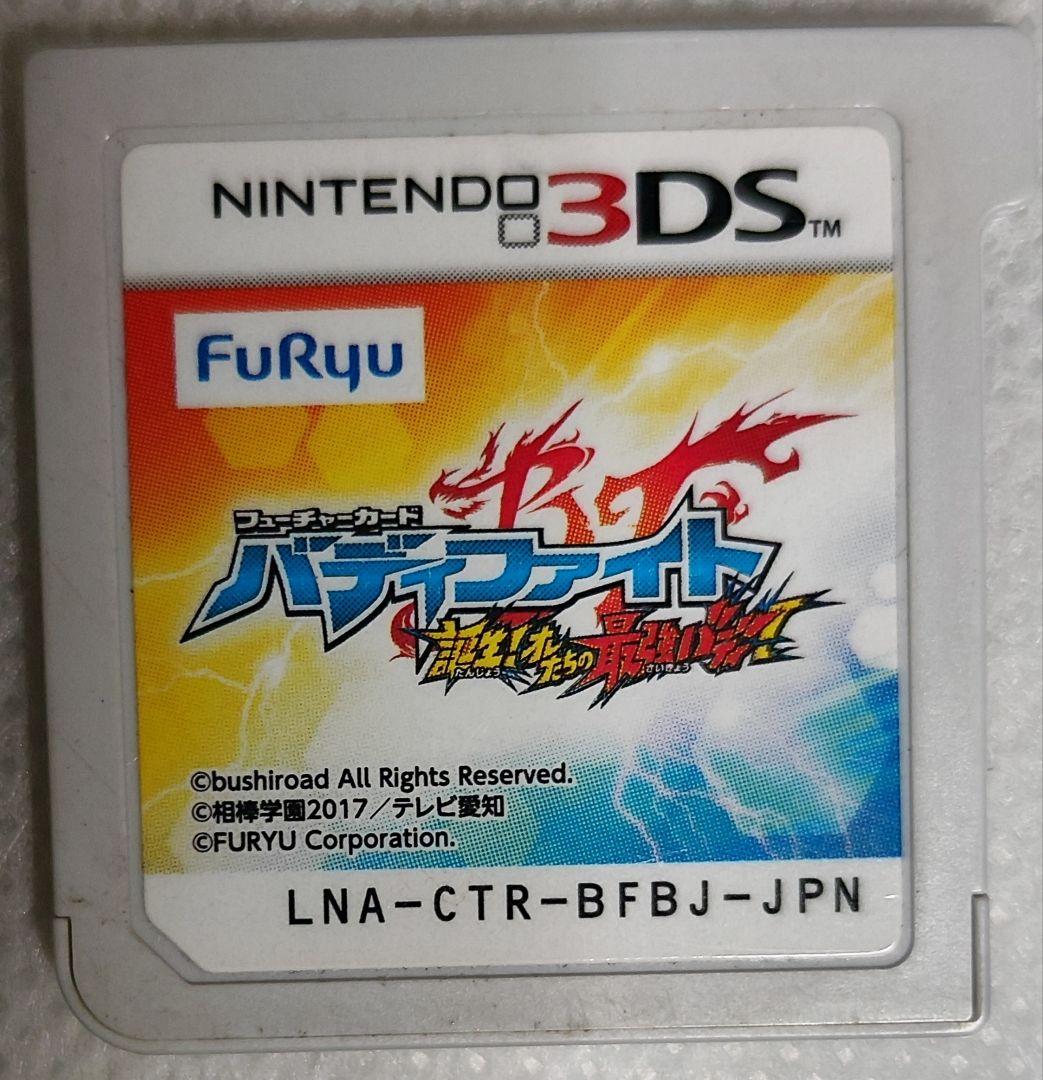 NINTENDO 3DS™
FuRyu
フューチャーカード
バディファイト
誕生！オレたちの最強バディ！
たんじょう さいきょう
©bushiroad All Rights Reserved.
©相棒学園2017／テレビ愛知
©FURYU Corporation.
LNA-CTR-BFBJ-JPN